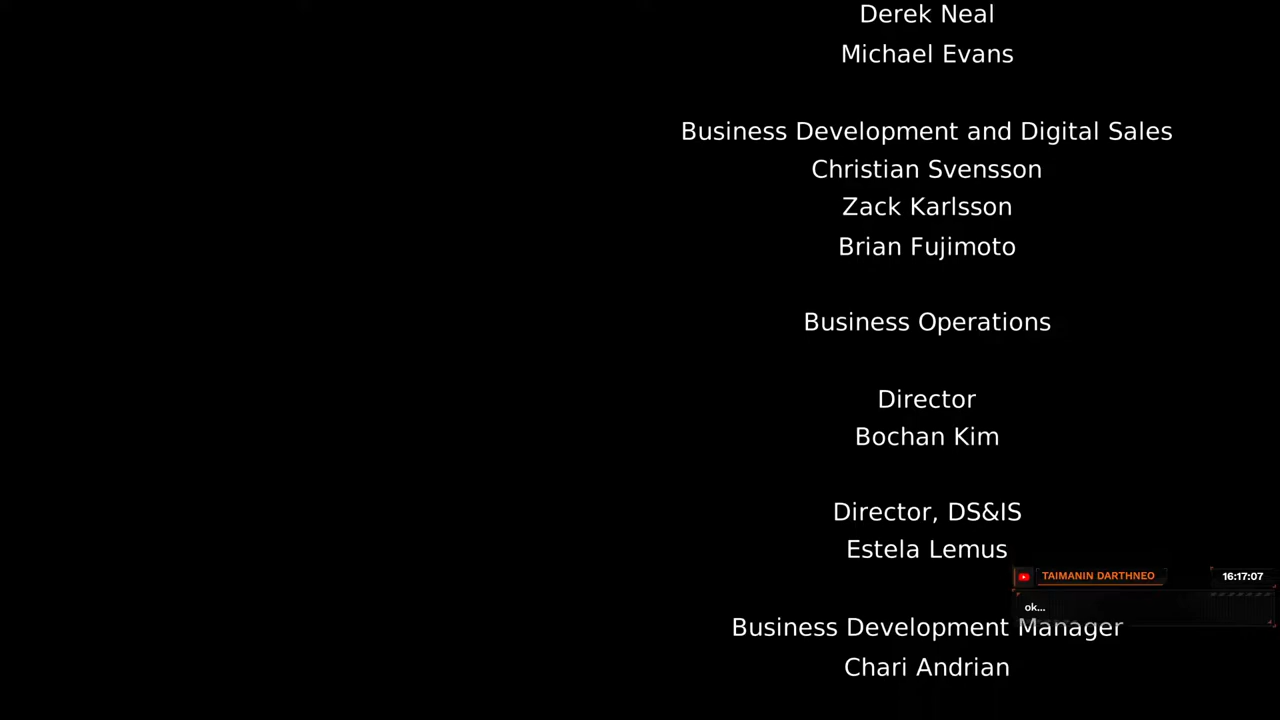 Derek Neal
Michael Evans
Business Development and Digital Sales
Christian Svensson
Zack Karlsson
Brian Fujimoto
Business Operations
Director
Bochan Kim
Director, DS&IS
Estela Lemus
TAIMANIN DARTHNEO
16:17:07
ok...
Business Development Manager
Chari Andrian